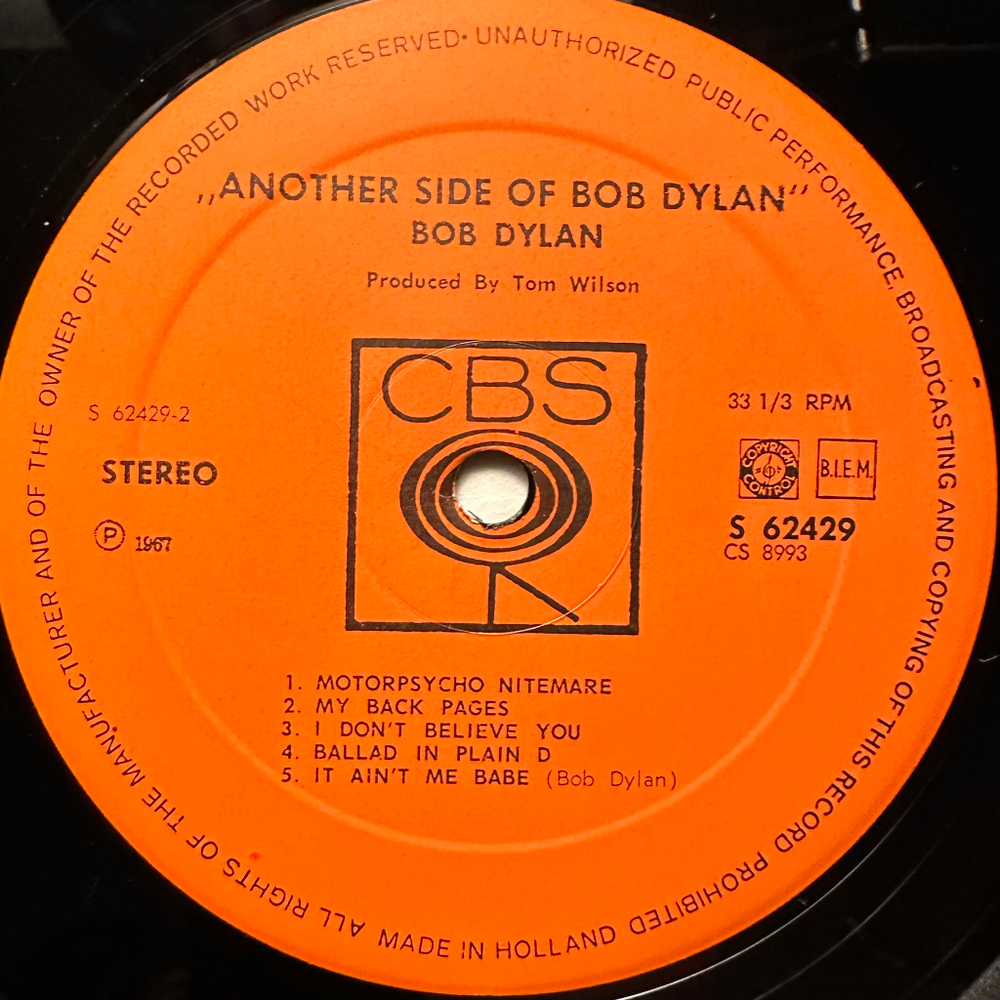 ALL RIGHTS OF THE MANUFACTURER AND OF THE OWNER OF THE RECORDED WORK RESERVED· UNAUTHORIZED PUBLIC PERFORMANCE, BROADCASTING AND COPYING OF THIS RECORD PROHIBITED
„ANOTHER SIDE OF BOB DYLAN”
BOB DYLAN
Produced By Tom Wilson
CBS
S 62429-2
STEREO
Ⓟ 1967
33 1/3 RPM
COPYRIGHT CONTROL
B.I.E.M.
S 62429
CS 8993
1. MOTORPSYCHO NITEMARE
2. MY BACK PAGES
3. I DON'T BELIEVE YOU
4. BALLAD IN PLAIN D
5. IT AIN'T ME BABE (Bob Dylan)
MADE IN HOLLAND